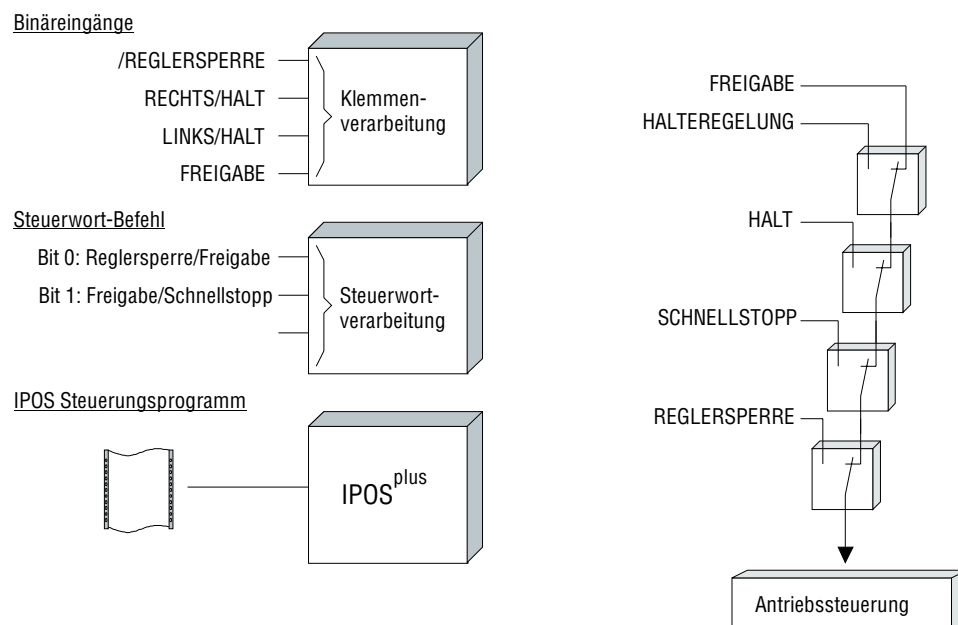 Binäreingänge
/REGLERSPERRE
RECHTS/HALT
LINKS/HALT
FREIGABE
Klemmen-
verarbeitung
Steuerwort-Befehl
Bit 0: Reglersperre/Freigabe
Bit 1: Freigabe/Schnellstopp
Steuerwort-
verarbeitung
IPOS Steuerungsprogramm
IPOS plus
FREIGABE
HALTEREGELUNG
HALT
SCHNELLSTOPP
REGLERSPERRE
Antriebssteuerung